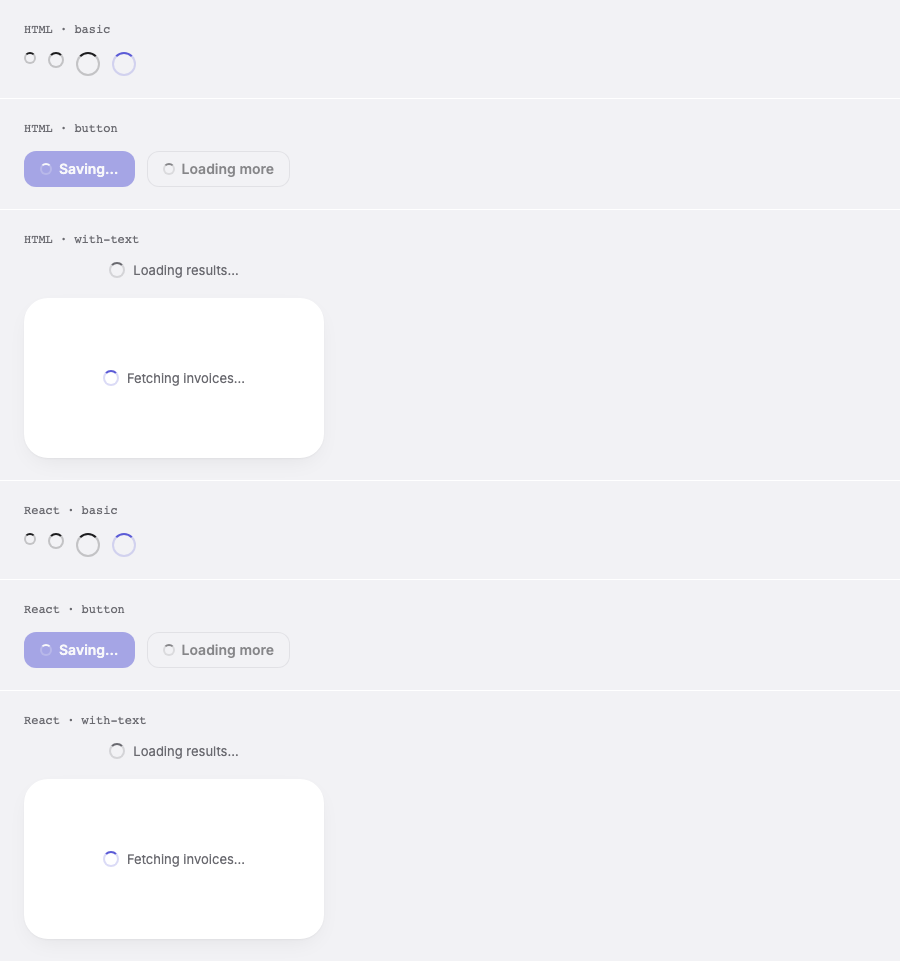 HTML · basic
HTML · button
Saving...
Loading more
HTML · with-text
Loading results...
Fetching invoices...
React · basic
React · button
Saving...
Loading more
React · with-text
Loading results...
Fetching invoices...